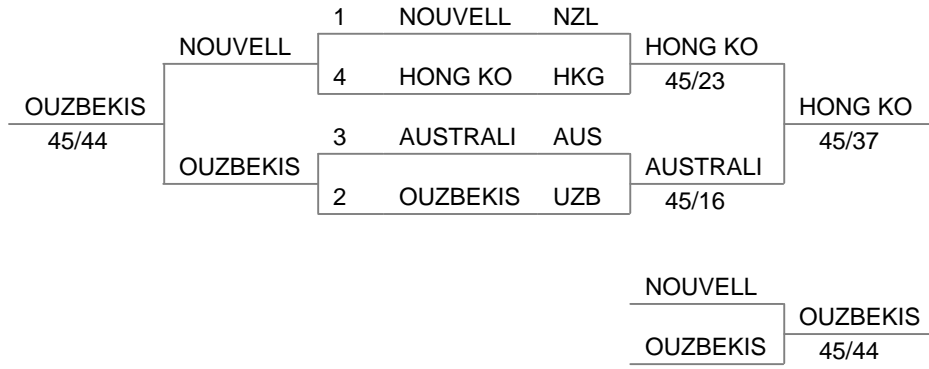 1 NOUVELL NZL
NOUVELL HONG KO
4 HONG KO HKG 45/23
OUZBEKIS HONG KO
45/44 3 AUSTRALI AUS 45/37
OUZBEKIS AUSTRALI
2 OUZBEKIS UZB 45/16
NOUVELL
OUZBEKIS
OUZBEKIS 45/44